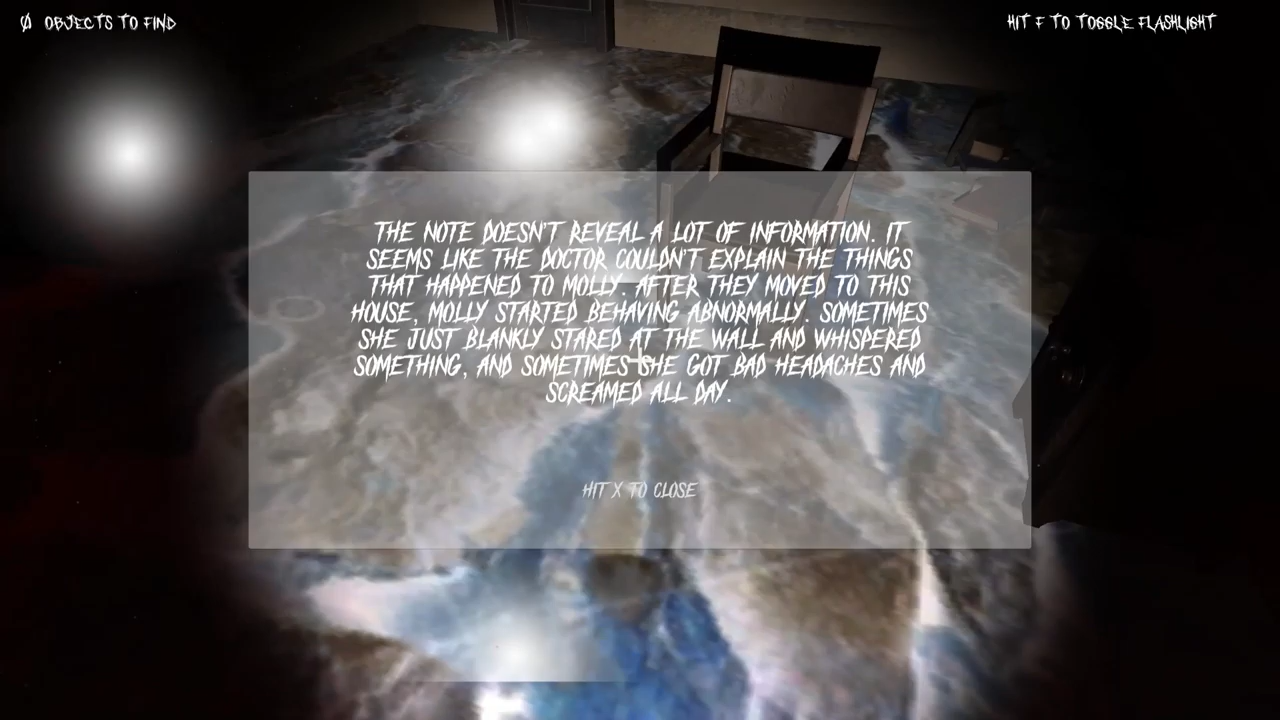 0 OBJECTS TO FIND
HIT F TO TOGGLE FLASHLIGHT
THE NOTE DOESN'T REVEAL A LOT OF INFORMATION. IT
SEEMS LIKE THE DOCTOR COULDN'T EXPLAIN THE THINGS
THAT HAPPENED TO MOLLY. AFTER THEY MOVED TO THIS
HOUSE, MOLLY STARTED BEHAVING ABNORMALLY. SOMETIMES
SHE JUST BLANKLY STARED AT THE WALL AND WHISPERED
SOMETHING, AND SOMETIMES SHE GOT BAD HEADACHES AND
SCREAMED ALL DAY.
HIT X TO CLOSE